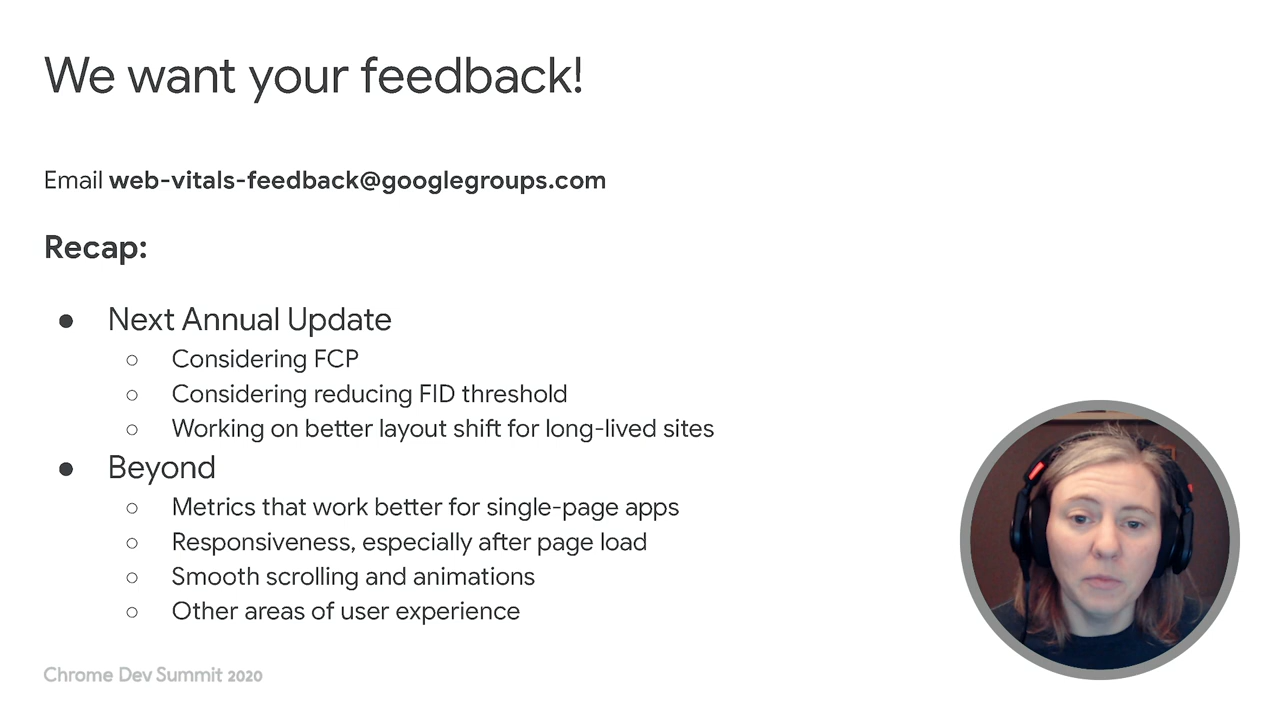 We want your feedback!
Email web-vitals-feedback@googlegroups.com
Recap:
● Next Annual Update
○ Considering FCP
○ Considering reducing FID threshold
○ Working on better layout shift for long-lived sites
● Beyond
○ Metrics that work better for single-page apps
○ Responsiveness, especially after page load
○ Smooth scrolling and animations
○ Other areas of user experience
Chrome Dev Summit 2020